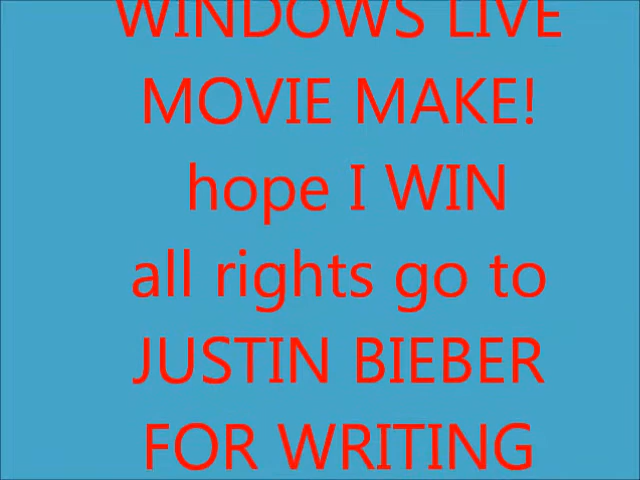 WINDOWS LIVE
MOVIE MAKE!
hope I WIN
all rights go to
JUSTIN BIEBER
FOR WRITING